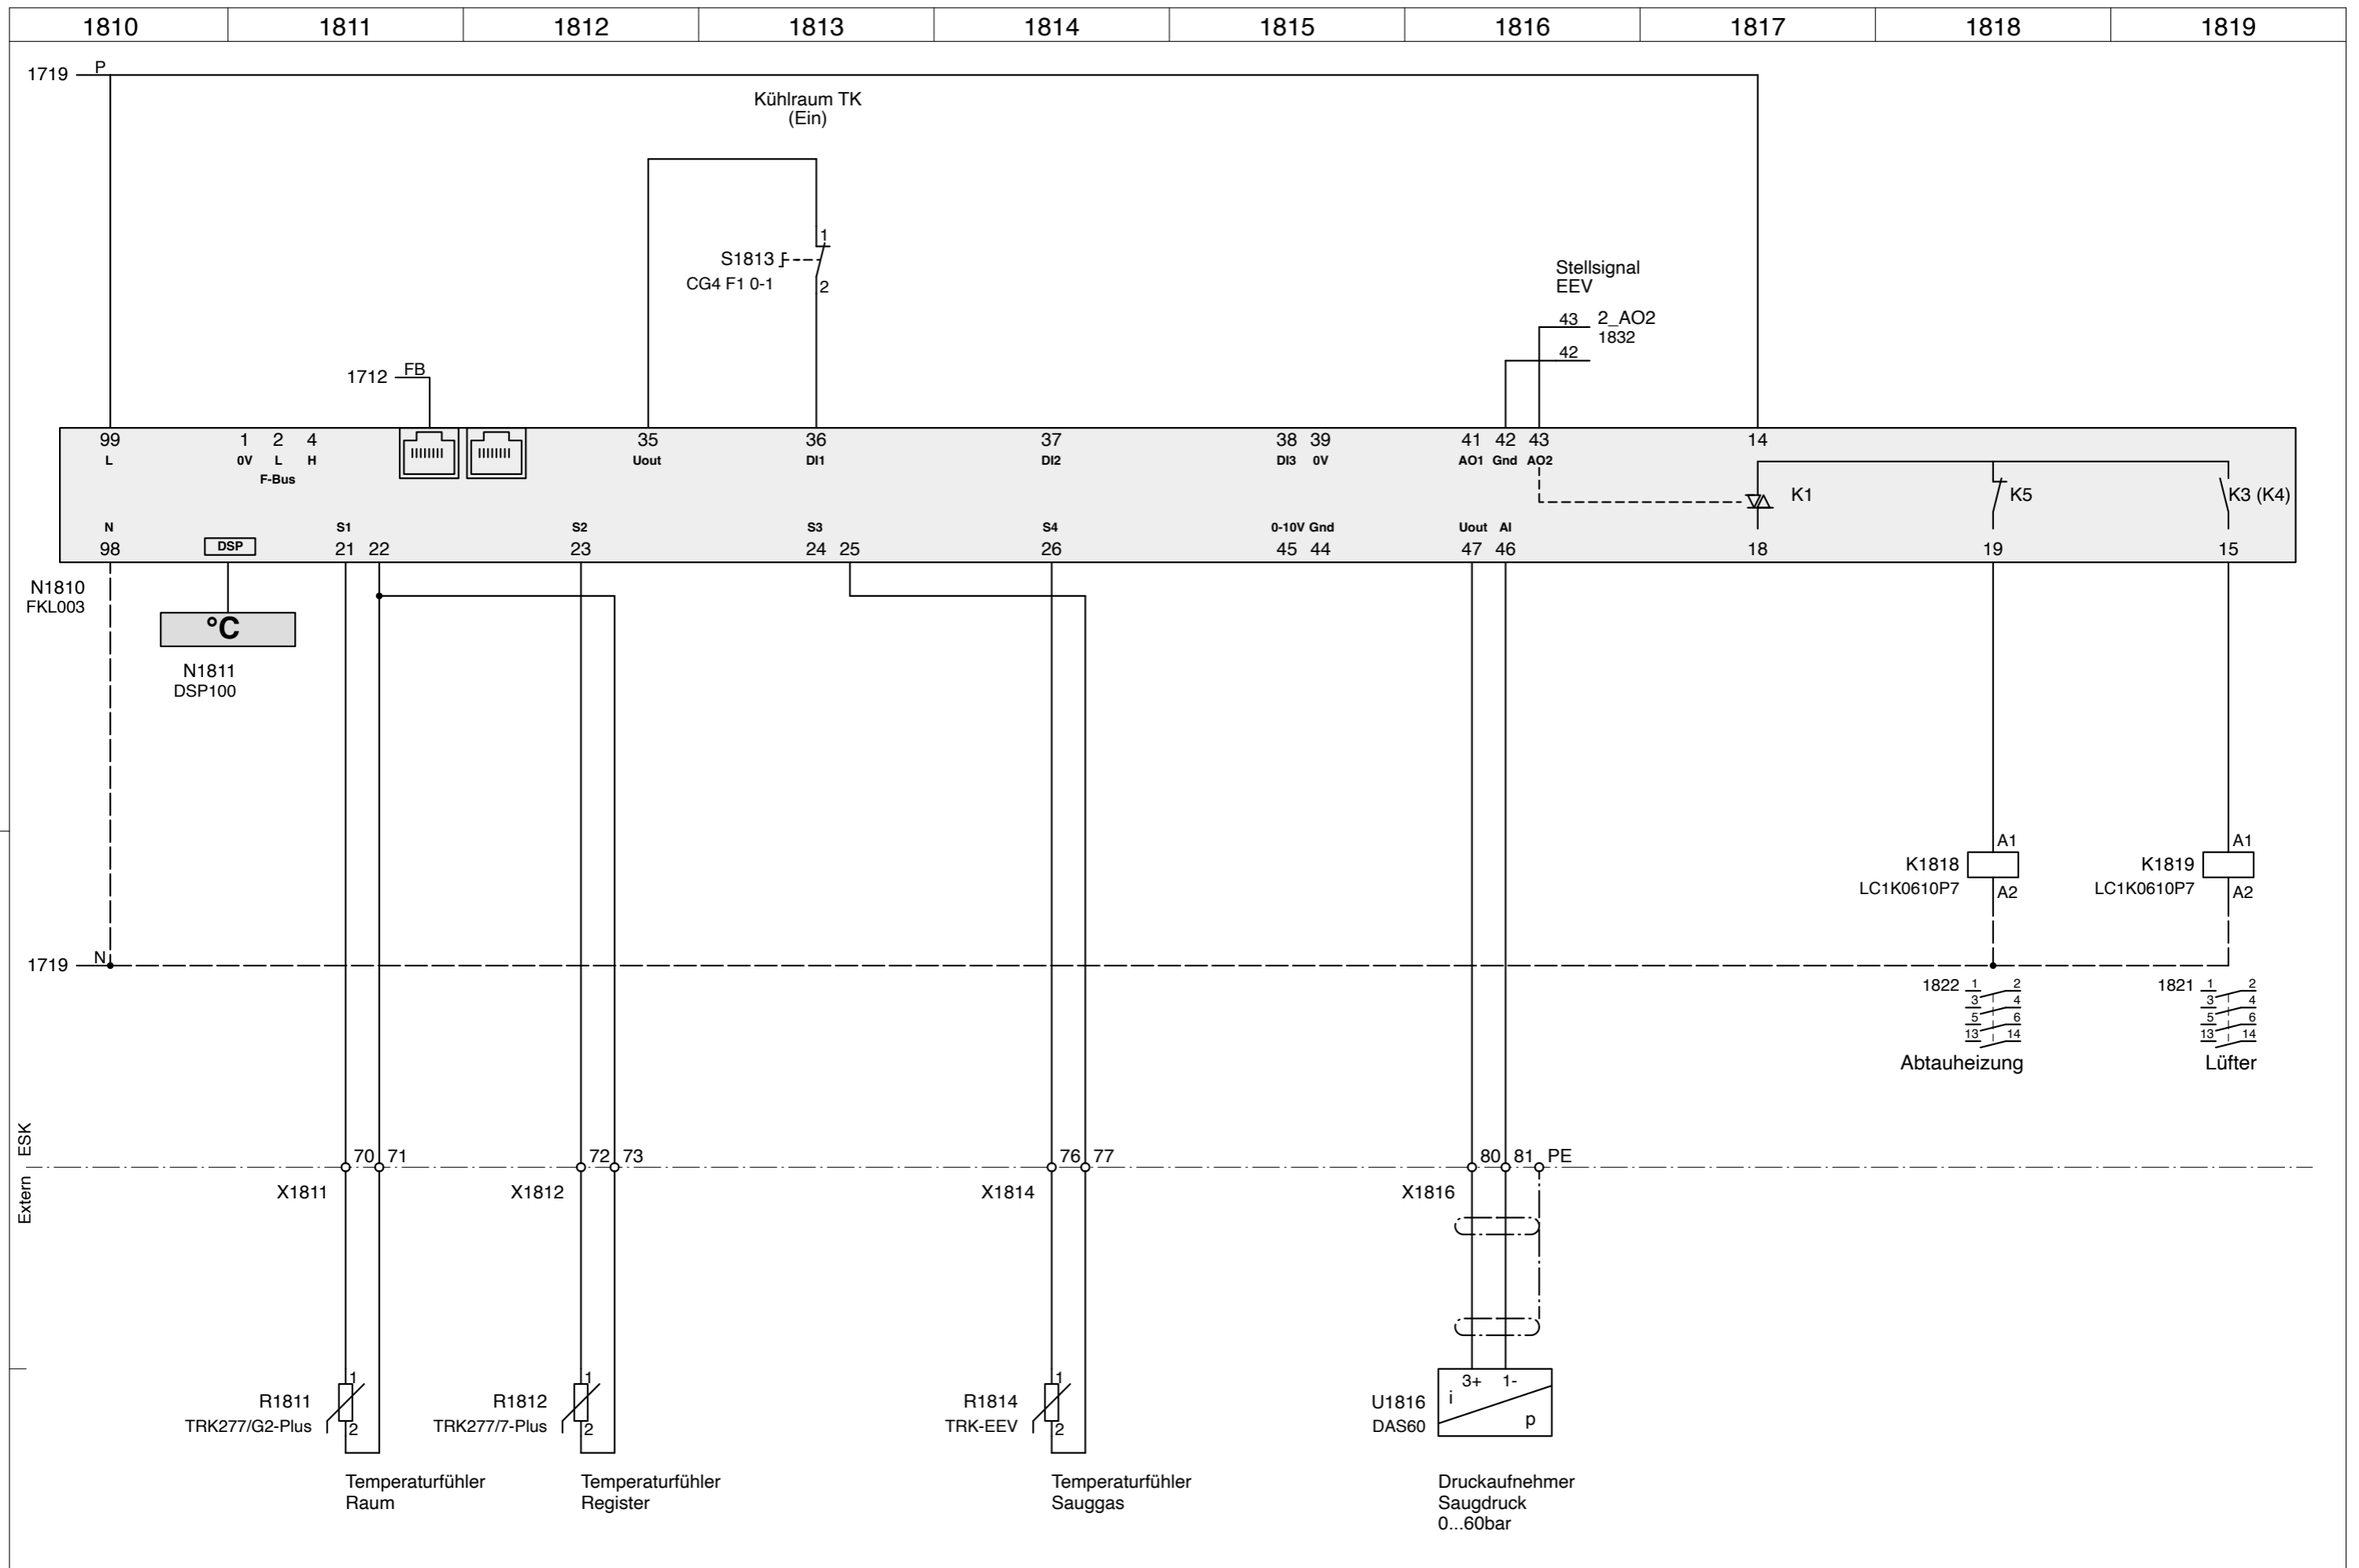 1810 1811 1812 1813 1814 1815 1816 1817 1818 1819
1719 P
Kühlraum TK
(Ein)
S1813 1
CG4 F1 0-1 2
Stellsignal
EEV
43 2_AO2
1832
42
1712 FB
99 1 2 4 35 36 37 38 39 41 42 43 14
L 0V L H Uout DI1 DI2 DI3 0V AO1 Gnd AO2
F-Bus
K1 K5 K3 (K4)
N S1 S2 S3 S4 0-10V Gnd Uout AI
98 DSP 21 22 23 24 25 26 45 44 47 46 18 19 15
N1810
FKL003
°C
N1811
DSP100
A1 A1
K1818 K1819
LC1K0610P7 A2 LC1K0610P7 A2
1719 N
1822 1 2 1821 1 2
3 4 3 4
5 6 5 6
13 14 13 14
Abtauheizung Lüfter
ESK
Extern
70 71 72 73 76 77 80 81 PE
X1811 X1812 X1814 X1816
1 1 1 3+ 1-
R1811 R1812 R1814 U1816 i
TRK277/G2-Plus 2 TRK277/7-Plus 2 TRK-EEV 2 DAS60 p
Temperaturfühler
Raum
Temperaturfühler
Register
Temperaturfühler
Sauggas
Druckaufnehmer
Saugdruck
0...60bar